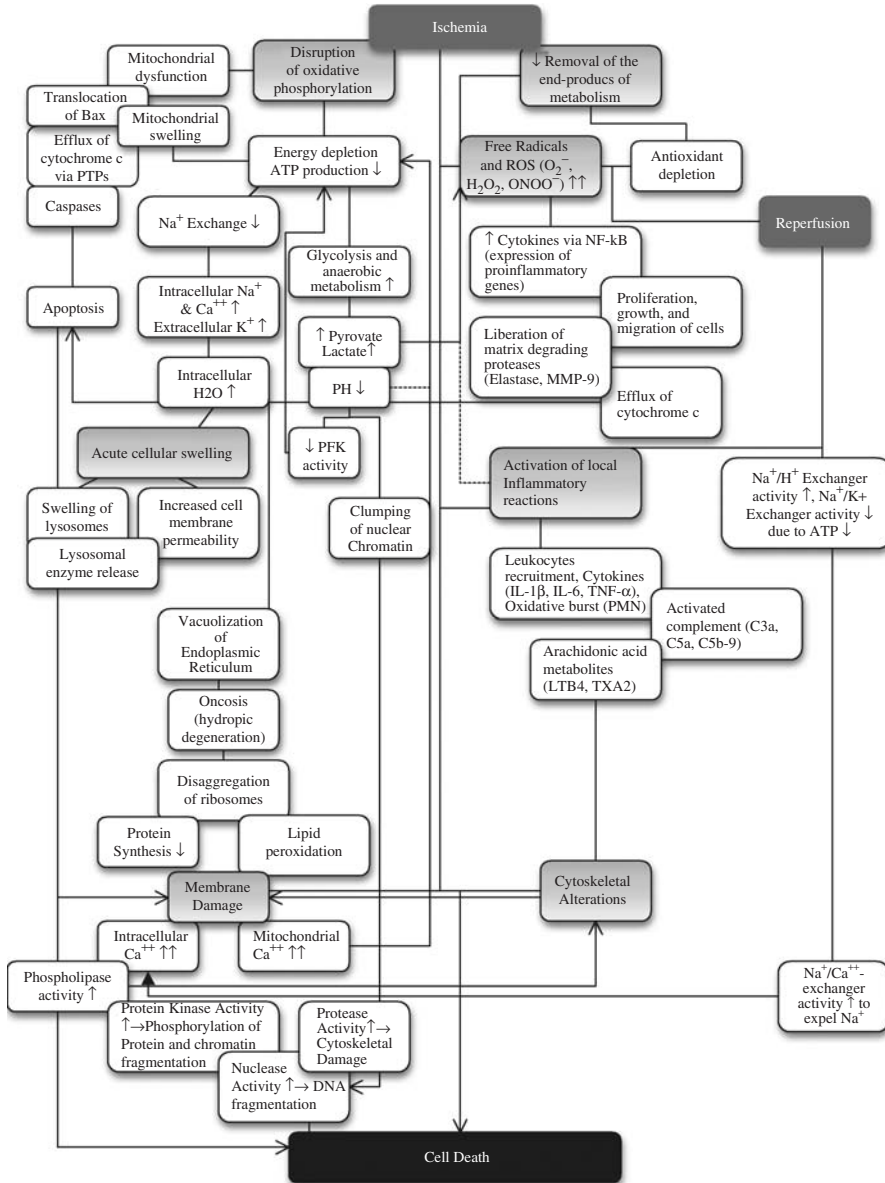 Ischemia
Mitochondrial
dysfunction
Disruption
of oxidative
phosphorylation
↓ Removal of the
end-producs of
metabolism
Translocation
of Bax
Mitochondrial
swelling
Efflux of
cytochrome c
via PTPs
Energy depletion
ATP production ↓
Free Radicals
and ROS (O₂⁻,
H₂O₂, ONOO⁻) ↑↑
Antioxidant
depletion
Caspases
Na⁺ Exchange ↓
Reperfusion
Glycolysis and
anaerobic
metabolism ↑
↑ Cytokines via NF-kB
(expression of
proinflammatory
genes)
Apoptosis
Intracellular Na⁺
& Ca⁺⁺ ↑
Extracellular K⁺ ↑
Proliferation,
growth, and
migration of cells
↑ Pyrovate
Lactate↑
Liberation of
matrix degrading
proteases
(Elastase, MMP-9)
Intracellular
H2O ↑
PH ↓
Efflux of
cytochrome c
Acute cellular swelling
↓ PFK
activity
Activation of local
Inflammatory
reactions
Na⁺/H⁺ Exchanger
activity ↑, Na⁺/K+
Exchanger activity ↓
due to ATP ↓
Swelling of
lysosomes
Increased cell
membrane
permeability
Lysosomal
enzyme release
Clumping
of nuclear
Chromatin
Leukocytes
recruitment, Cytokines
(IL-1β, IL-6, TNF-α),
Oxidative burst (PMN)
Activated
complement (C3a,
C5a, C5b-9)
Vacuolization
of
Endoplasmic
Reticulum
Arachidonic acid
metabolites
(LTB4, TXA2)
Oncosis
(hydropic
degeneration)
Disaggregation
of ribosomes
Protein
Synthesis ↓
Lipid
peroxidation
Membrane
Damage
Cytoskeletal
Alterations
Intracellular
Ca⁺⁺ ↑↑
Mitochondrial
Ca⁺⁺ ↑↑
Phospholipase
activity ↑
Na⁺/Ca⁺⁺-
exchanger
activity ↑ to
expel Na⁺
Protein Kinase Activity
↑→Phosphorylation of
Protein and chromatin
fragmentation
Protease
Activity↑→
Cytoskeletal
Damage
Nuclease
Activity ↑→ DNA
fragmentation
Cell Death